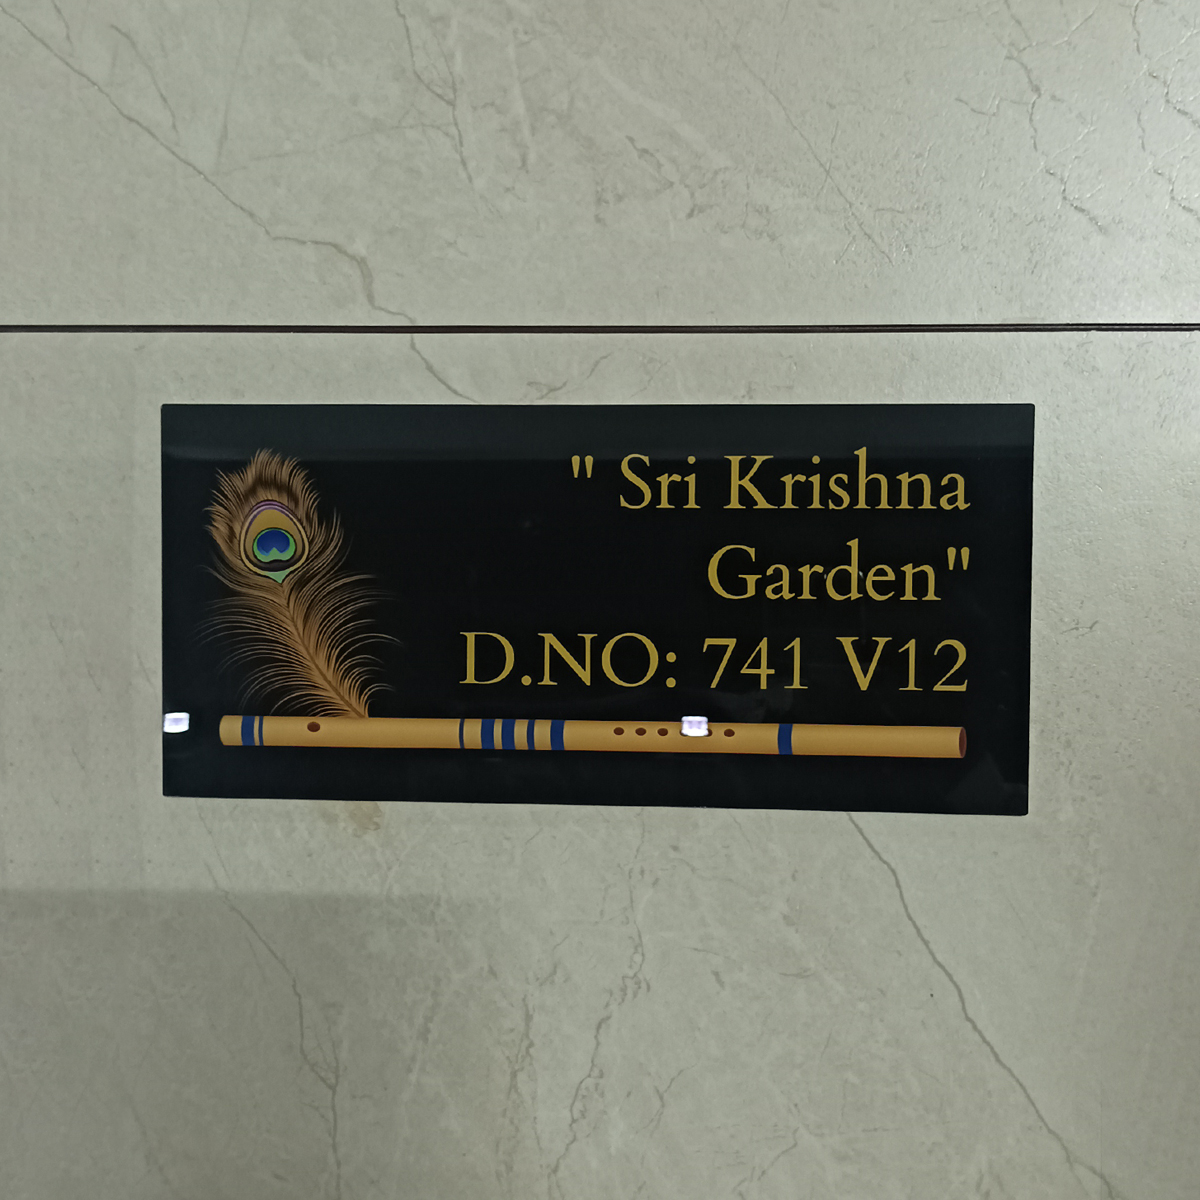 " Sri Krishna
Garden"
D.NO: 741 V12